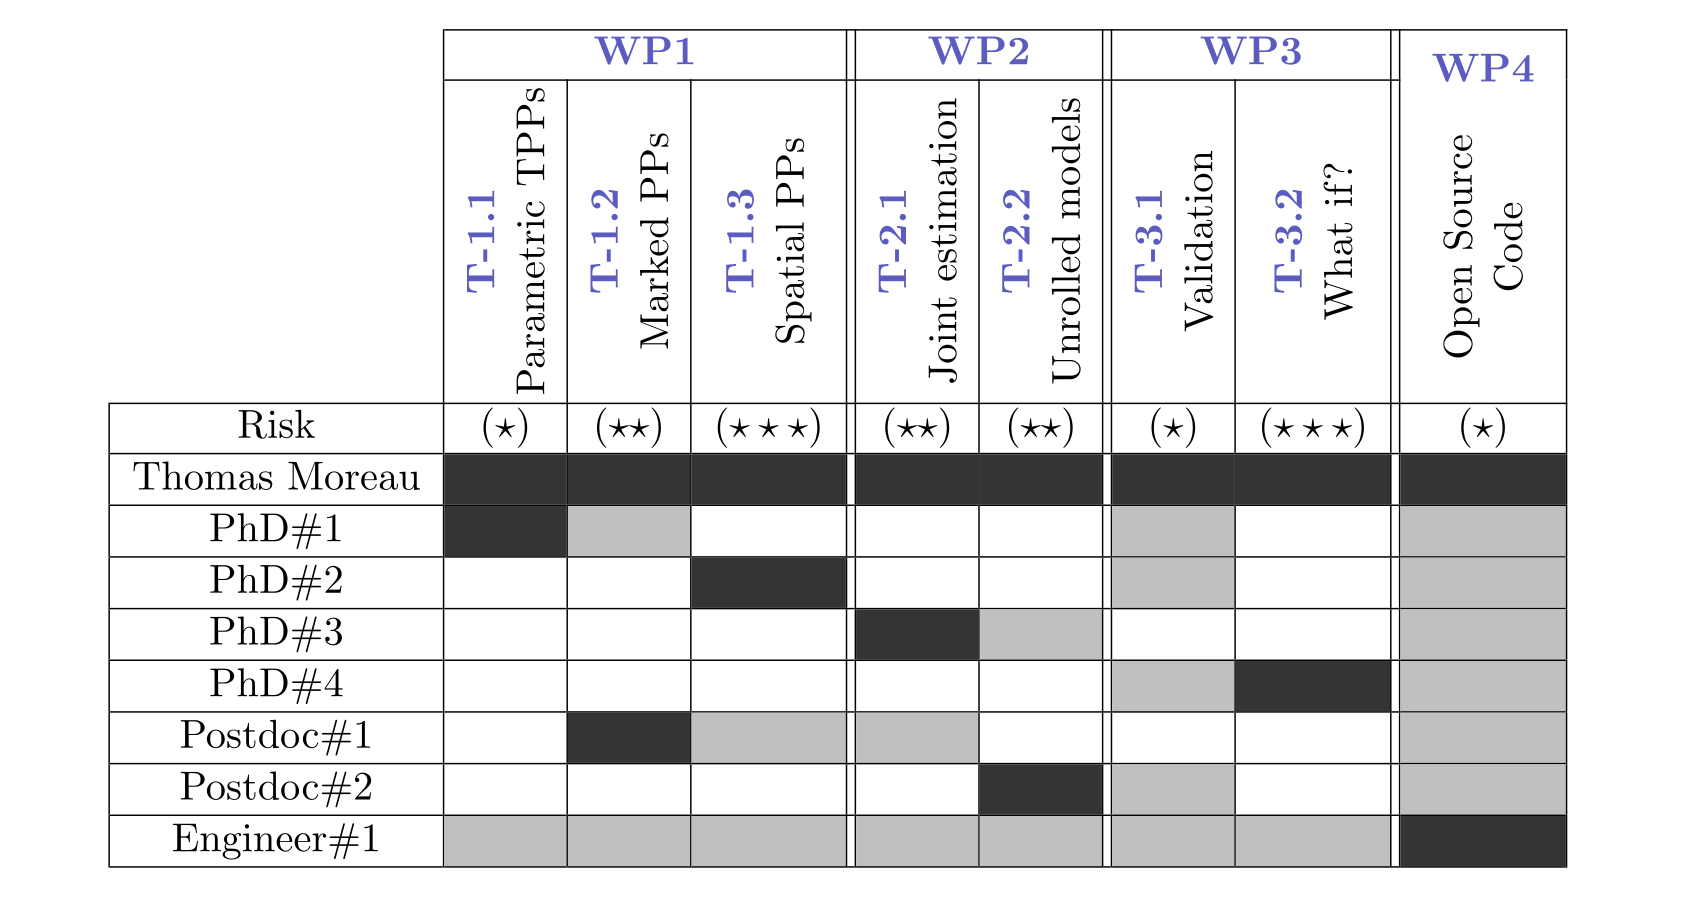 WP1 WP2 WP3 WP4
T-1.1
Parametric TPPs
T-1.2
Marked PPs
T-1.3
Spatial PPs
T-2.1
Joint estimation
T-2.2
Unrolled models
T-3.1
Validation
T-3.2
What if?
Open Source
Code
Risk (⋆) (⋆⋆) (⋆ ⋆ ⋆) (⋆⋆) (⋆⋆) (⋆) (⋆ ⋆ ⋆) (⋆)
Thomas Moreau
PhD#1
PhD#2
PhD#3
PhD#4
Postdoc#1
Postdoc#2
Engineer#1